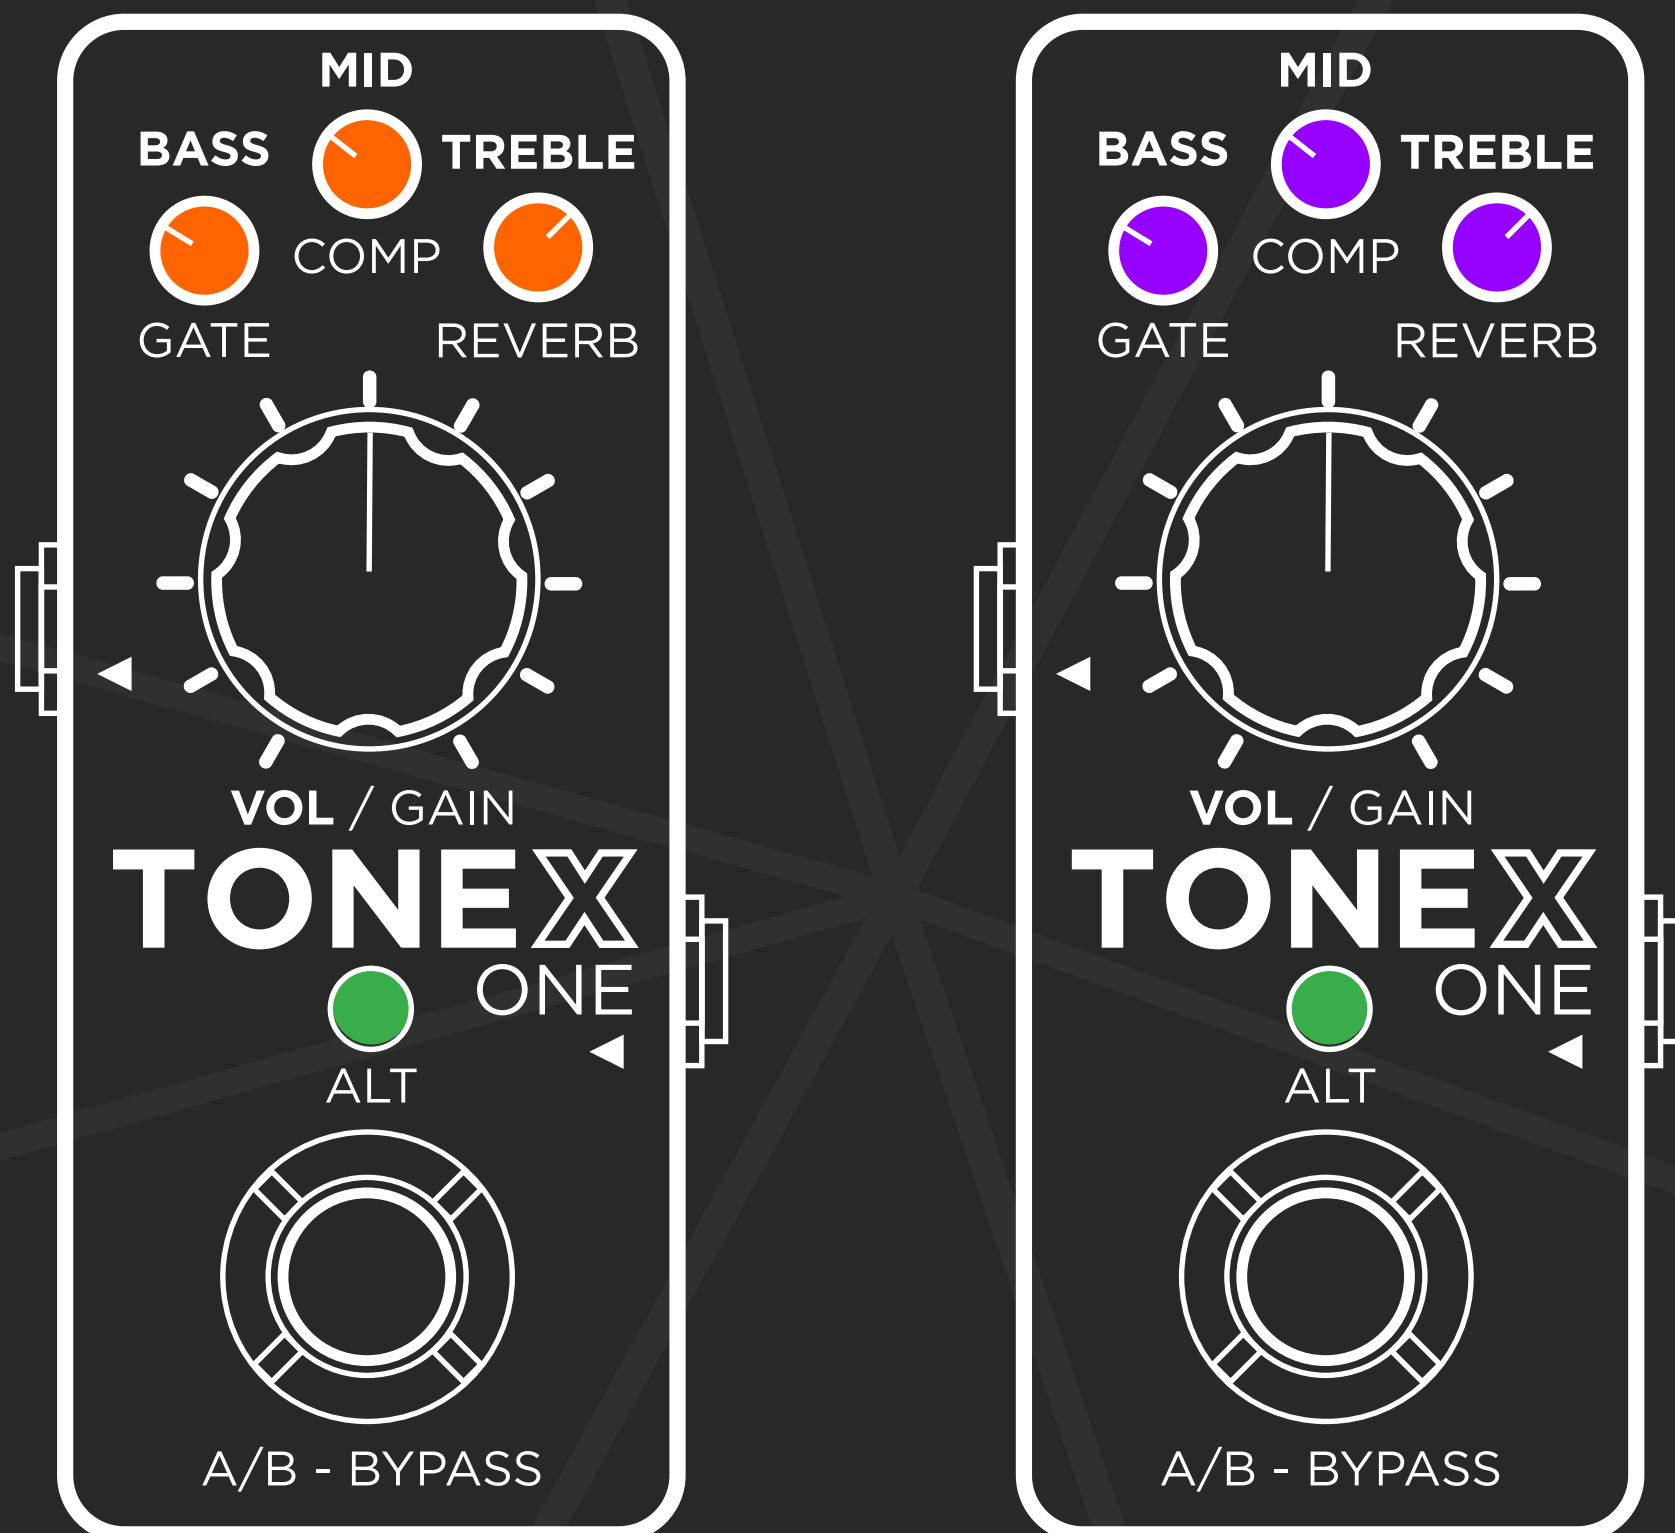 MID
BASS
TREBLE
COMP
GATE
REVERB
VOL / GAIN
TONEX
ONE
ALT
A/B - BYPASS
MID
BASS
TREBLE
COMP
GATE
REVERB
VOL / GAIN
TONEX
ONE
ALT
A/B - BYPASS